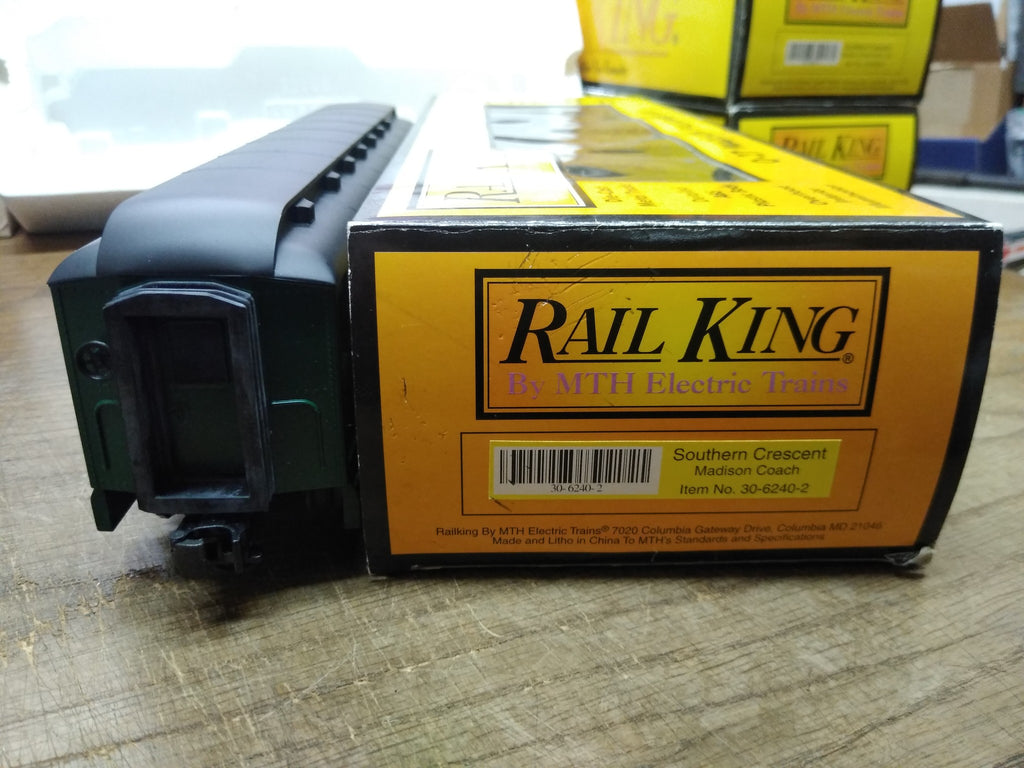 ING®
RAIL KING
RAIL KING®
By MTH Electric Trains
30-6240-2
Southern Crescent
Madison Coach
Item No. 30-6240-2
Railking By MTH Electric Trains® 7020 Columbia Gateway Drive, Columbia MD 21046
Made and Litho in China To MTH's Standards and Specifications